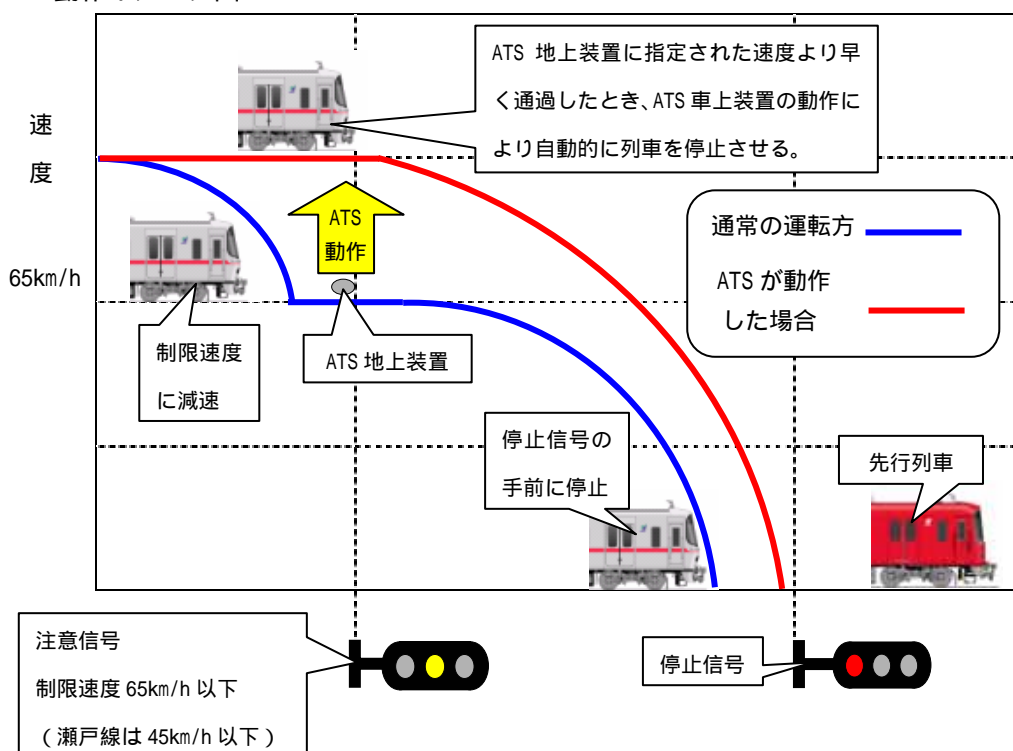 ATS 地上装置に指定された速度より早
く通過したとき、ATS 車上装置の動作に
より自動的に列車を停止させる。
速
度
65km/h
ATS
動作
通常の運転方
ATS が動作
した場合
制限速度
に減速
ATS 地上装置
停止信号の
手前に停止
先行列車
注意信号
制限速度 65km/h 以下
（瀬戸線は 45km/h 以下）
停止信号